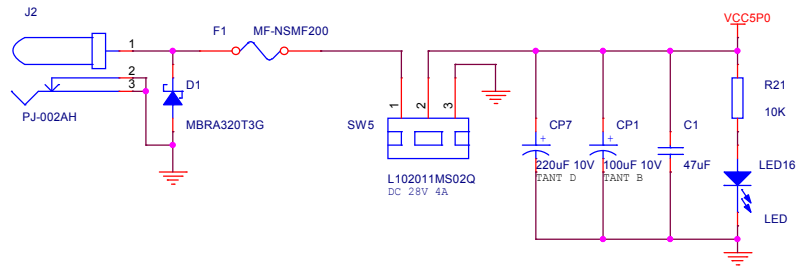 J2
F1 MF-NSMF200
VCC5P0
1
2
3
PJ-002AH
D1
MBRA320T3G
1 2 3
SW5
L102011MS02Q
DC 28V 4A
CP7
+
220uF 10V
TANT D
CP1
+
100uF 10V
TANT B
C1
47uF
R21
10K
LED16
LED